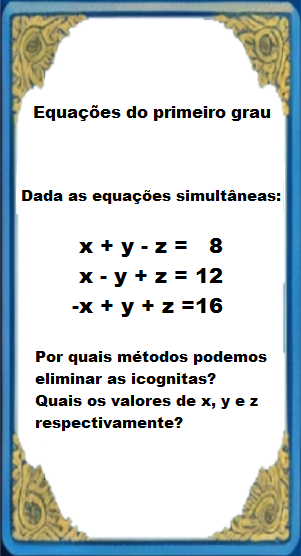 Equações do primeiro grau
Dada as equações simultâneas:
x + y - z = 8
x - y + z = 12
-x + y + z =16
Por quais métodos podemos
eliminar as icognitas?
Quais os valores de x, y e z
respectivamente?